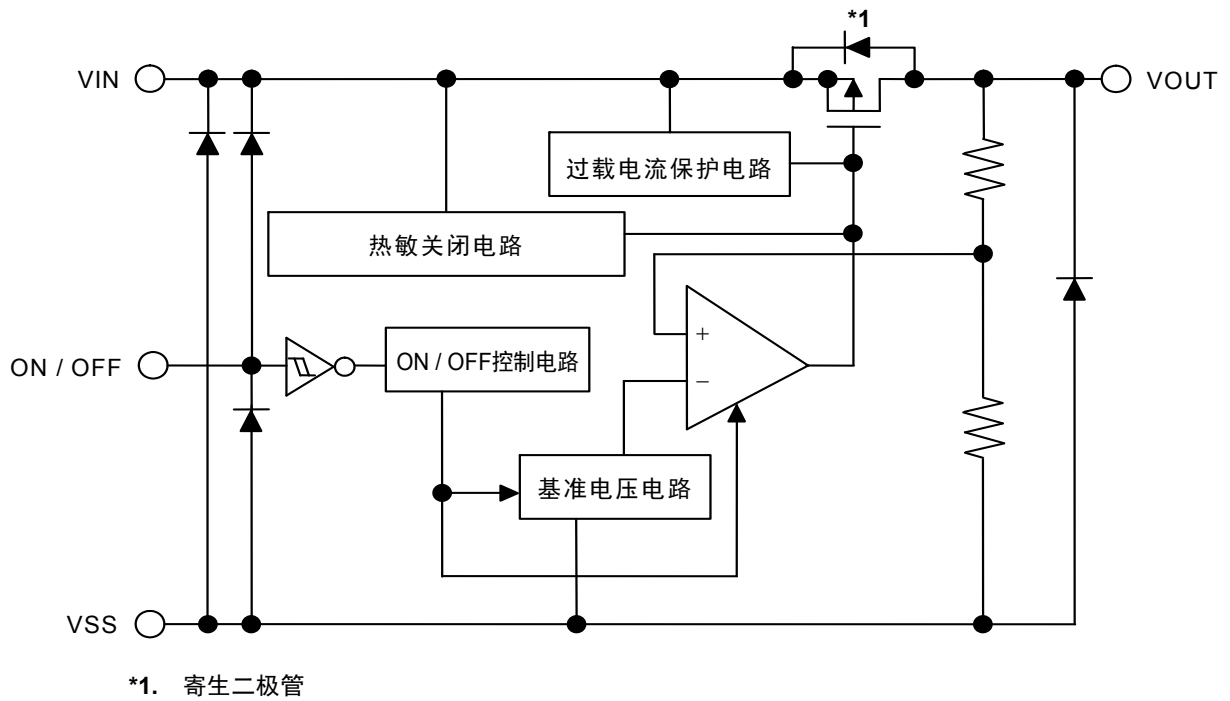 *1
VIN
VOUT
过载电流保护电路
热敏关闭电路
+
ON / OFF
ON / OFF控制电路
−
基准电压电路
VSS
*1. 寄生二极管